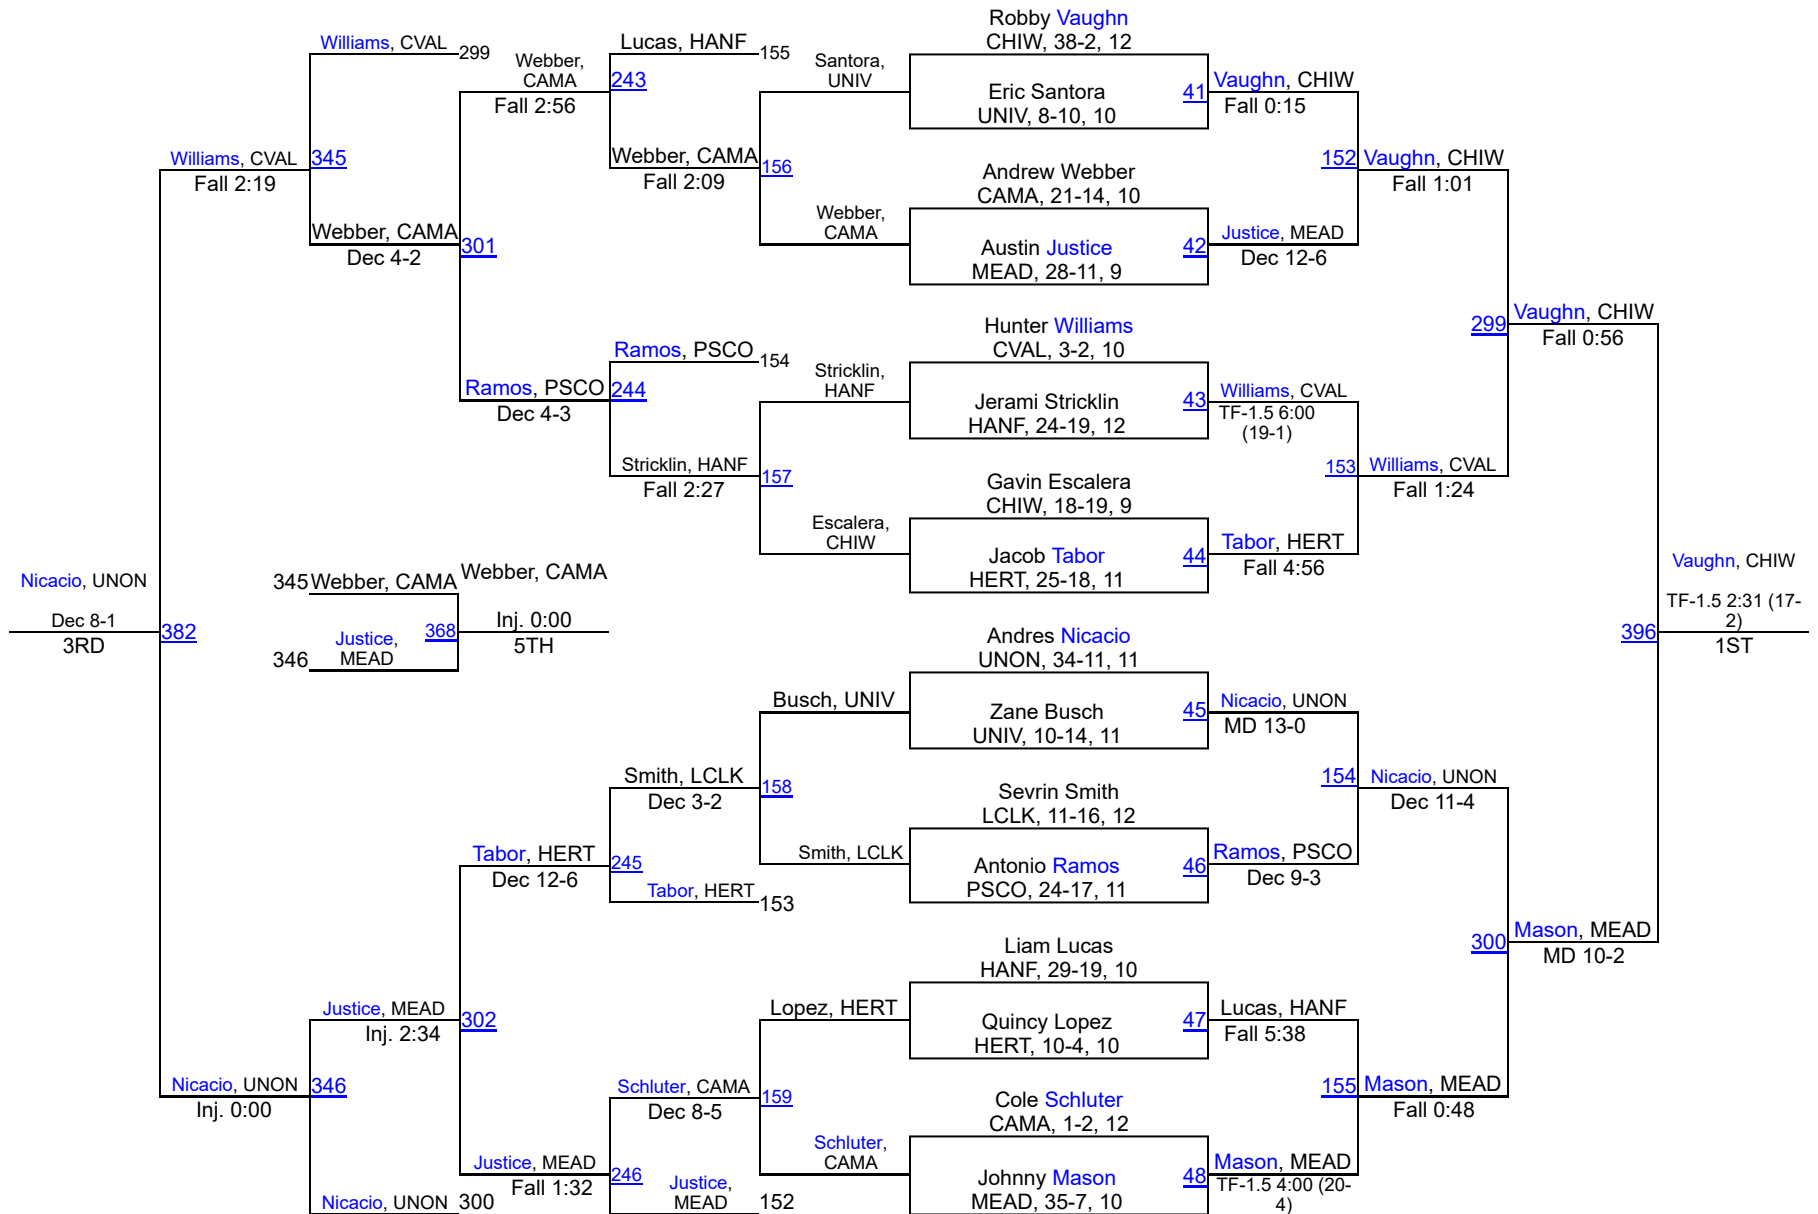 Robby Vaughn
CHIW, 38-2, 12
Eric Santora
UNIV, 8-10, 10
41
Andrew Webber
CAMA, 21-14, 10
Austin Justice
MEAD, 28-11, 9
42
Hunter Williams
CVAL, 3-2, 10
Jerami Stricklin
HANF, 24-19, 12
43
Gavin Escalera
CHIW, 18-19, 9
Jacob Tabor
HERT, 25-18, 11
44
Andres Nicacio
UNON, 34-11, 11
Zane Busch
UNIV, 10-14, 11
45
Sevrin Smith
LCLK, 11-16, 12
Antonio Ramos
PSCO, 24-17, 11
46
Liam Lucas
HANF, 29-19, 10
Quincy Lopez
HERT, 10-4, 10
47
Cole Schluter
CAMA, 1-2, 12
Johnny Mason
MEAD, 35-7, 10
48
Vaughn, CHIW
Fall 0:15
Justice, MEAD
Dec 12-6
Williams, CVAL
TF-1.5 6:00
(19-1)
Tabor, HERT
Fall 4:56
Nicacio, UNON
MD 13-0
Ramos, PSCO
Dec 9-3
Lucas, HANF
Fall 5:38
Mason, MEAD
TF-1.5 4:00 (20-
4)
152
Vaughn, CHIW
Fall 1:01
153
Williams, CVAL
Fall 1:24
154
Nicacio, UNON
Dec 11-4
155
Mason, MEAD
Fall 0:48
299
Vaughn, CHIW
Fall 0:56
300
Mason, MEAD
MD 10-2
396
Vaughn, CHIW
TF-1.5 2:31 (17-
2)
1ST
Santora,
UNIV
Webber,
CAMA
Stricklin,
HANF
Escalera,
CHIW
Busch, UNIV
Smith, LCLK
Lopez, HERT
Schluter,
CAMA
Lucas, HANF
155
156
Webber, CAMA
Fall 2:09
Ramos, PSCO
154
157
Stricklin, HANF
Fall 2:27
158
Smith, LCLK
Dec 3-2
Tabor, HERT
153
159
Schluter, CAMA
Dec 8-5
Justice,
MEAD
152
243
Webber,
CAMA
Fall 2:56
244
Ramos, PSCO
Dec 4-3
245
Tabor, HERT
Dec 12-6
246
Justice, MEAD
Fall 1:32
Williams, CVAL
299
301
Webber, CAMA
Dec 4-2
302
Justice, MEAD
Inj. 2:34
Nicacio, UNON
300
345
Williams, CVAL
Fall 2:19
346
Nicacio, UNON
Inj. 0:00
345
Webber, CAMA
346
Justice,
MEAD
368
Webber, CAMA
Inj. 0:00
5TH
382
Nicacio, UNON
Dec 8-1
3RD